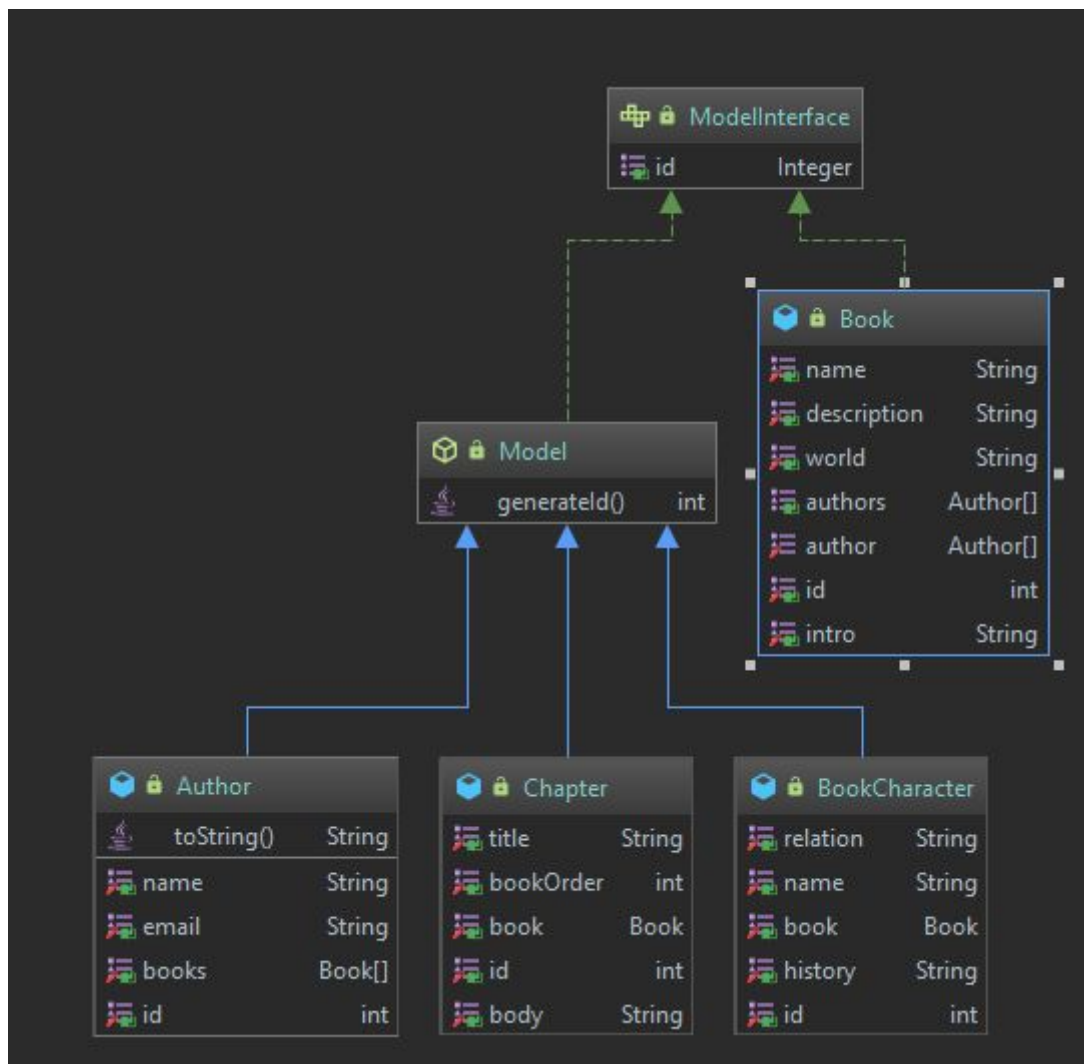 ModelInterface
id Integer
Book
name String
description String
world String
authors Author[]
author Author[]
id int
intro String
Model
generateId() int
Author
toString() String
name String
email String
books Book[]
id int
Chapter
title String
bookOrder int
book Book
id int
body String
BookCharacter
relation String
name String
book Book
history String
id int